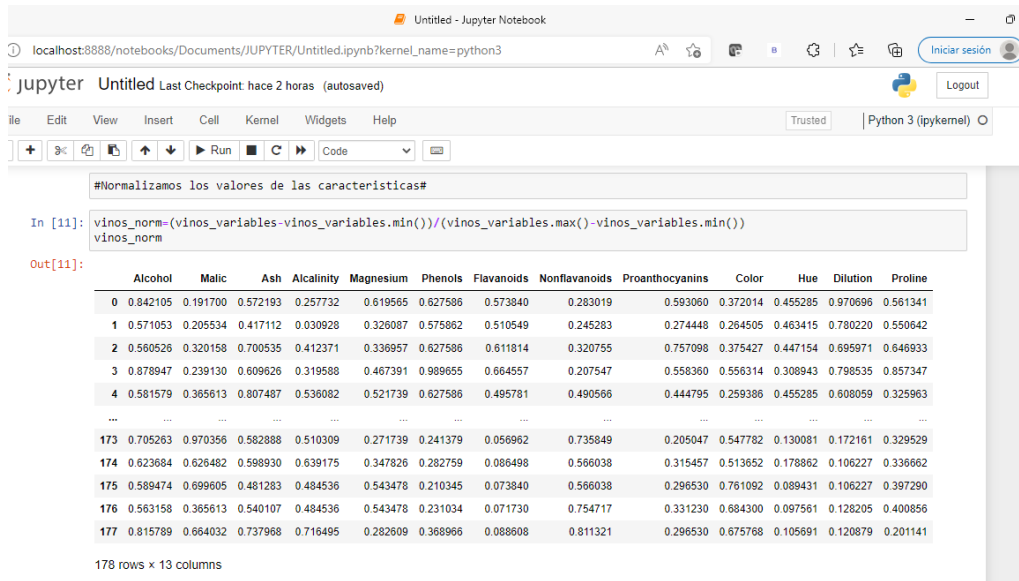 Untitled - Jupyter Notebook
localhost:8888/notebooks/Documents/JUPYTER/Untitled.ipynb?kernel_name=python3 Iniciar sesión
jupyter Untitled Last Checkpoint: hace 2 horas (autosaved) Logout
ile Edit View Insert Cell Kernel Widgets Help Trusted Python 3 (ipykernel)
Run Code
#Normalizamos los valores de las caracteristicas#
In [11]: vinos_norm=(vinos_variables-vinos_variables.min())/(vinos_variables.max()-vinos_variables.min())
vinos_norm
Out[11]:
Alcohol Malic Ash Alcalinity Magnesium Phenols Flavanoids Nonflavanoids Proanthocyanins Color Hue Dilution Proline
0 0.842105 0.191700 0.572193 0.257732 0.619565 0.627586 0.573840 0.283019 0.593060 0.372014 0.455285 0.970696 0.561341
1 0.571053 0.205534 0.417112 0.030928 0.326087 0.575862 0.510549 0.245283 0.274448 0.264505 0.463415 0.780220 0.550642
2 0.560526 0.320158 0.700535 0.412371 0.336957 0.627586 0.611814 0.320755 0.757098 0.375427 0.447154 0.695971 0.646933
3 0.878947 0.239130 0.609626 0.319588 0.467391 0.989655 0.664557 0.207547 0.558360 0.556314 0.308943 0.798535 0.857347
4 0.581579 0.365613 0.807487 0.536082 0.521739 0.627586 0.495781 0.490566 0.444795 0.259386 0.455285 0.608059 0.325963
... ... ... ... ... ... ... ... ... ... ... ... ... ...
173 0.705263 0.970356 0.582888 0.510309 0.271739 0.241379 0.056962 0.735849 0.205047 0.547782 0.130081 0.172161 0.329529
174 0.623684 0.626482 0.598930 0.639175 0.347826 0.282759 0.086498 0.566038 0.315457 0.513652 0.178862 0.106227 0.336662
175 0.589474 0.699605 0.481283 0.484536 0.543478 0.210345 0.073840 0.566038 0.296530 0.761092 0.089431 0.106227 0.397290
176 0.563158 0.365613 0.540107 0.484536 0.543478 0.231034 0.071730 0.754717 0.331230 0.684300 0.097561 0.128205 0.400856
177 0.815789 0.664032 0.737968 0.716495 0.282609 0.368966 0.088608 0.811321 0.296530 0.675768 0.105691 0.120879 0.201141
178 rows × 13 columns